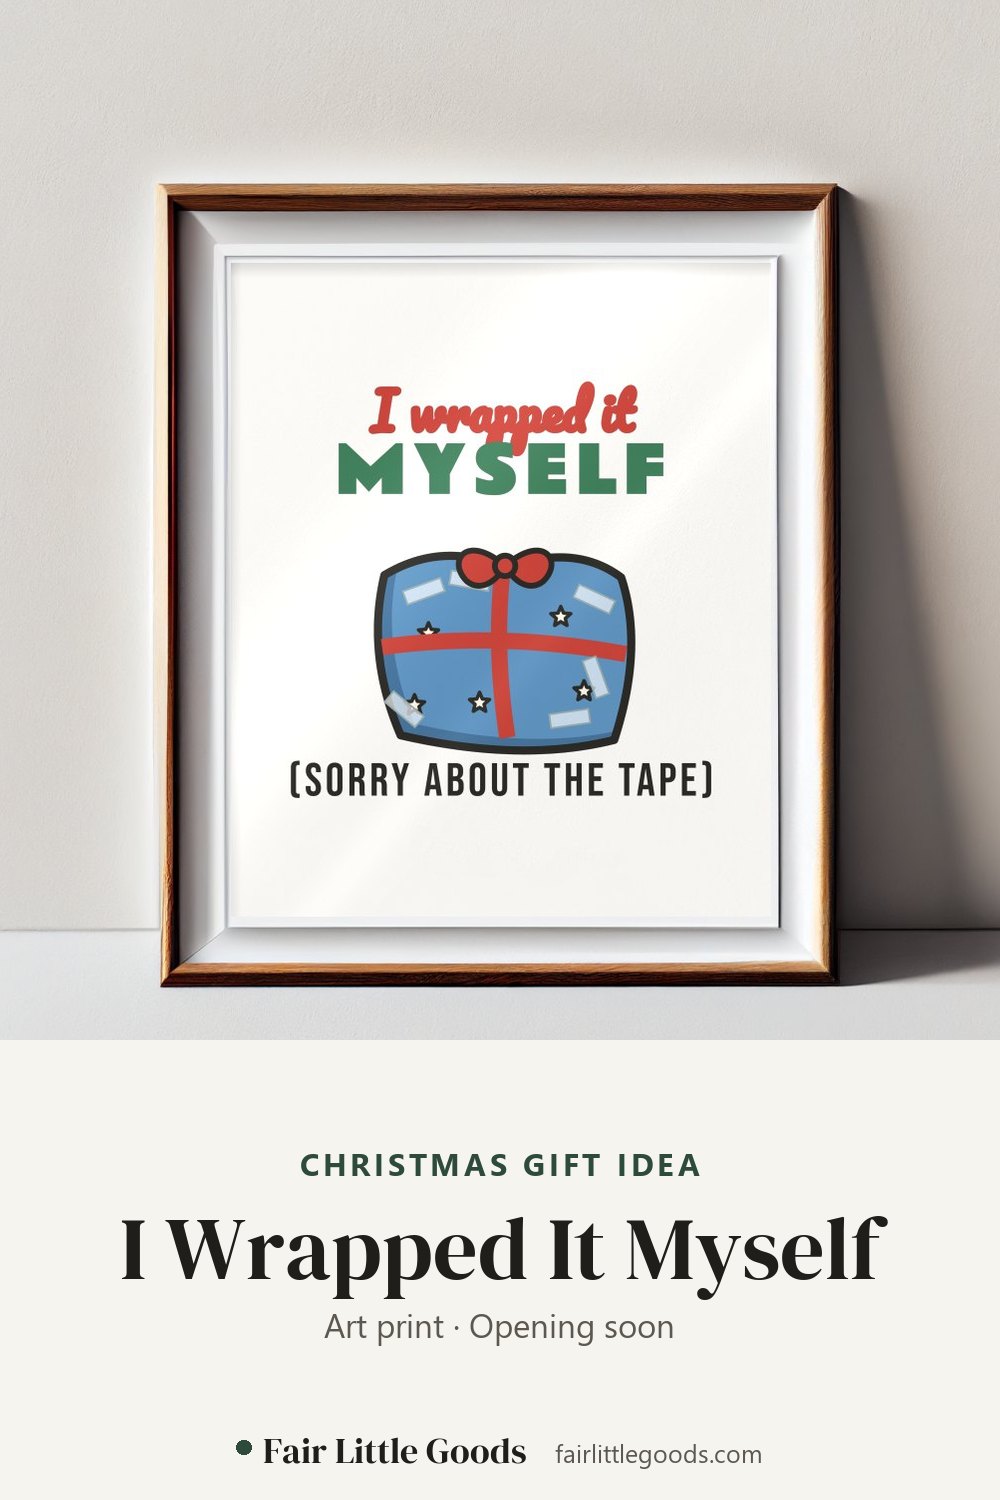 I wrapped it
MYSELF
(SORRY ABOUT THE TAPE)
CHRISTMAS GIFT IDEA
I Wrapped It Myself
Art print · Opening soon
Fair Little Goods fairlittlegoods.com